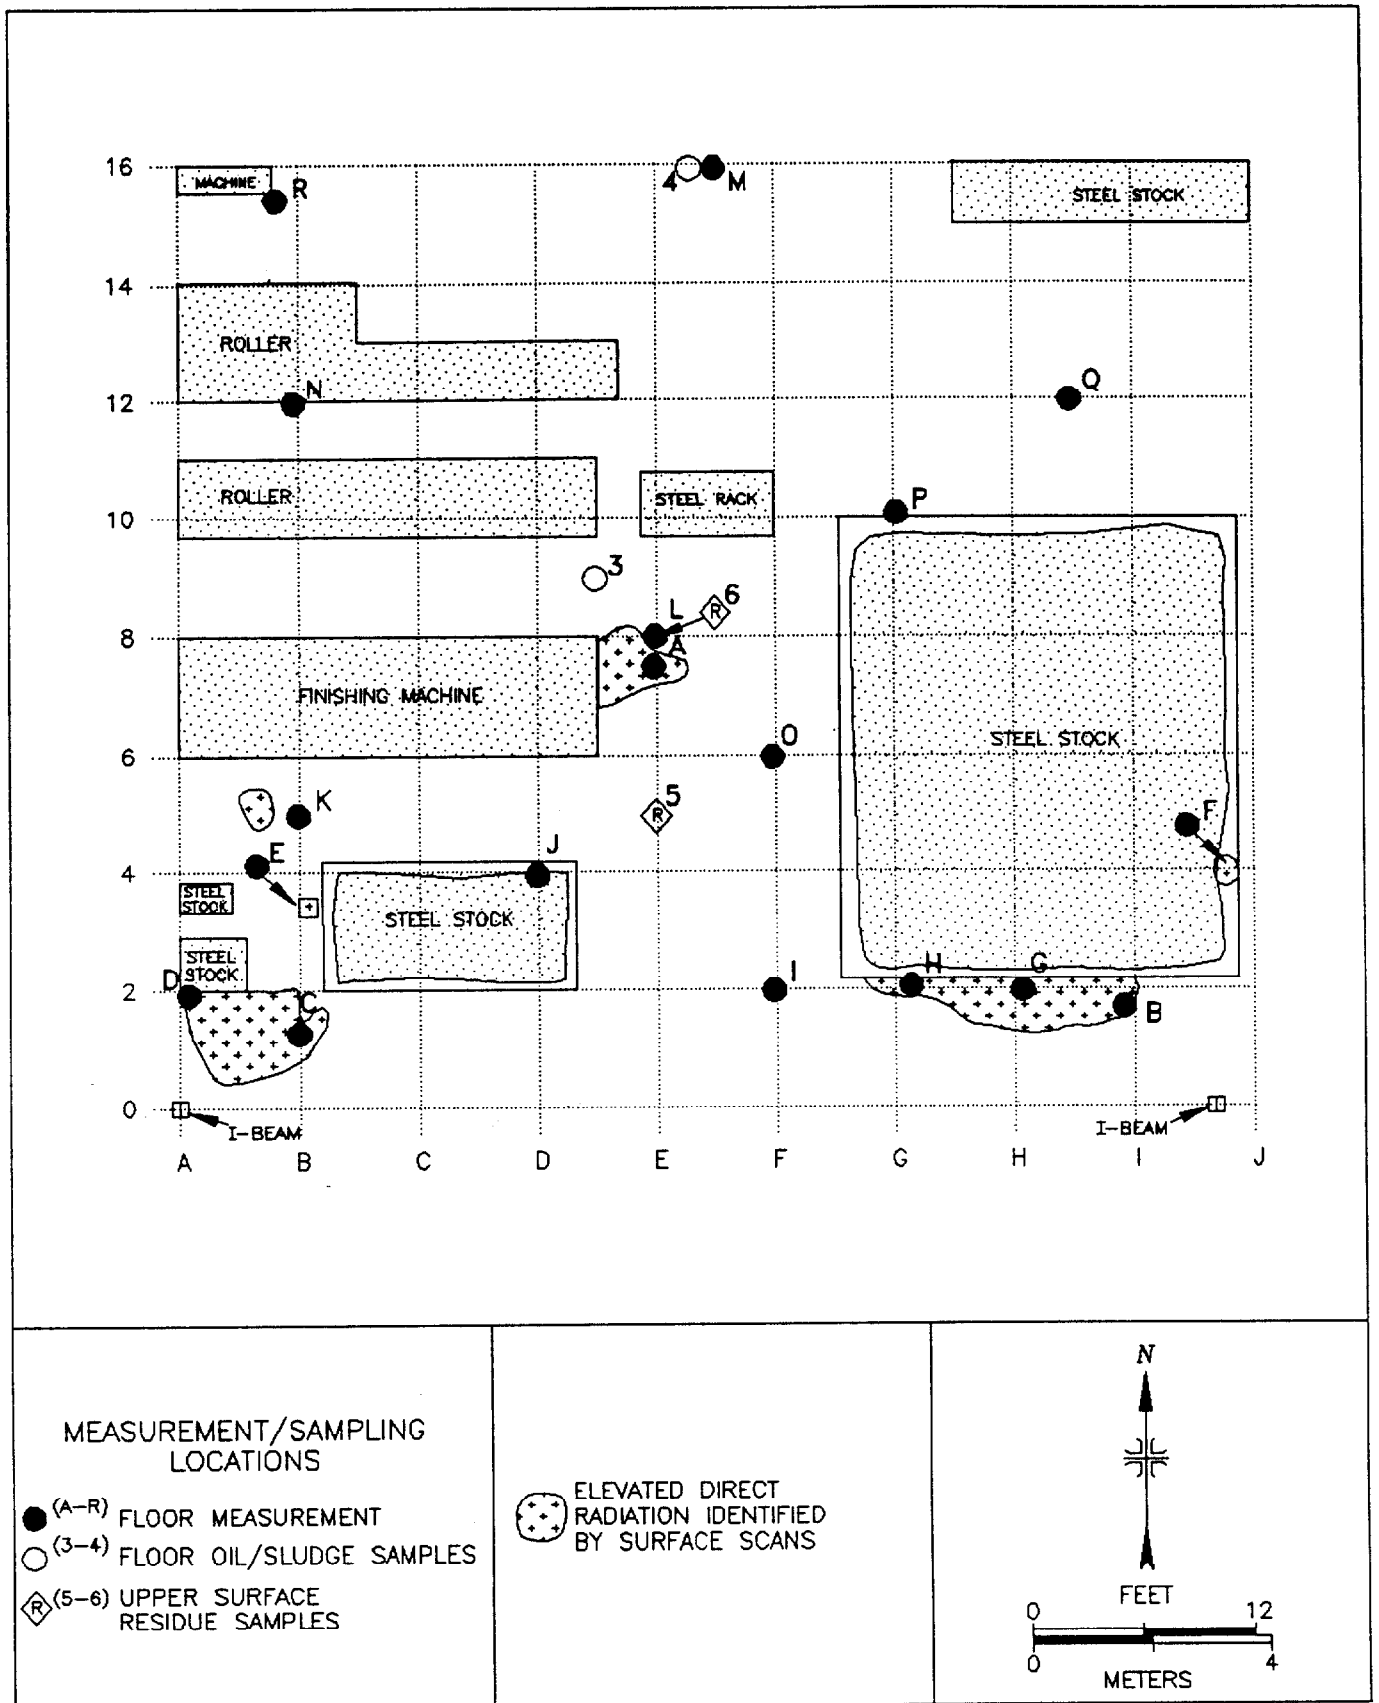 16
MACHINE
R
4
M
STEEL STOCK
14
ROLLER
N
12
Q
ROLLER
STEEL RACK
P
10
3
6
R
L
8
A
FINISHING MACHINE
STEEL STOCK
O
6
K
5
R
F
E
J
4
STEEL
STOCK
STEEL STOCK
STEEL
STOCK
D
H
G
I
2
C
B
0
I-BEAM
I-BEAM
A B C D E F G H I J
MEASUREMENT/SAMPLING
LOCATIONS
(A-R) FLOOR MEASUREMENT
(3-4) FLOOR OIL/SLUDGE SAMPLES
R (5-6) UPPER SURFACE
RESIDUE SAMPLES
ELEVATED DIRECT
RADIATION IDENTIFIED
BY SURFACE SCANS
N
FEET
0 12
0 4
METERS